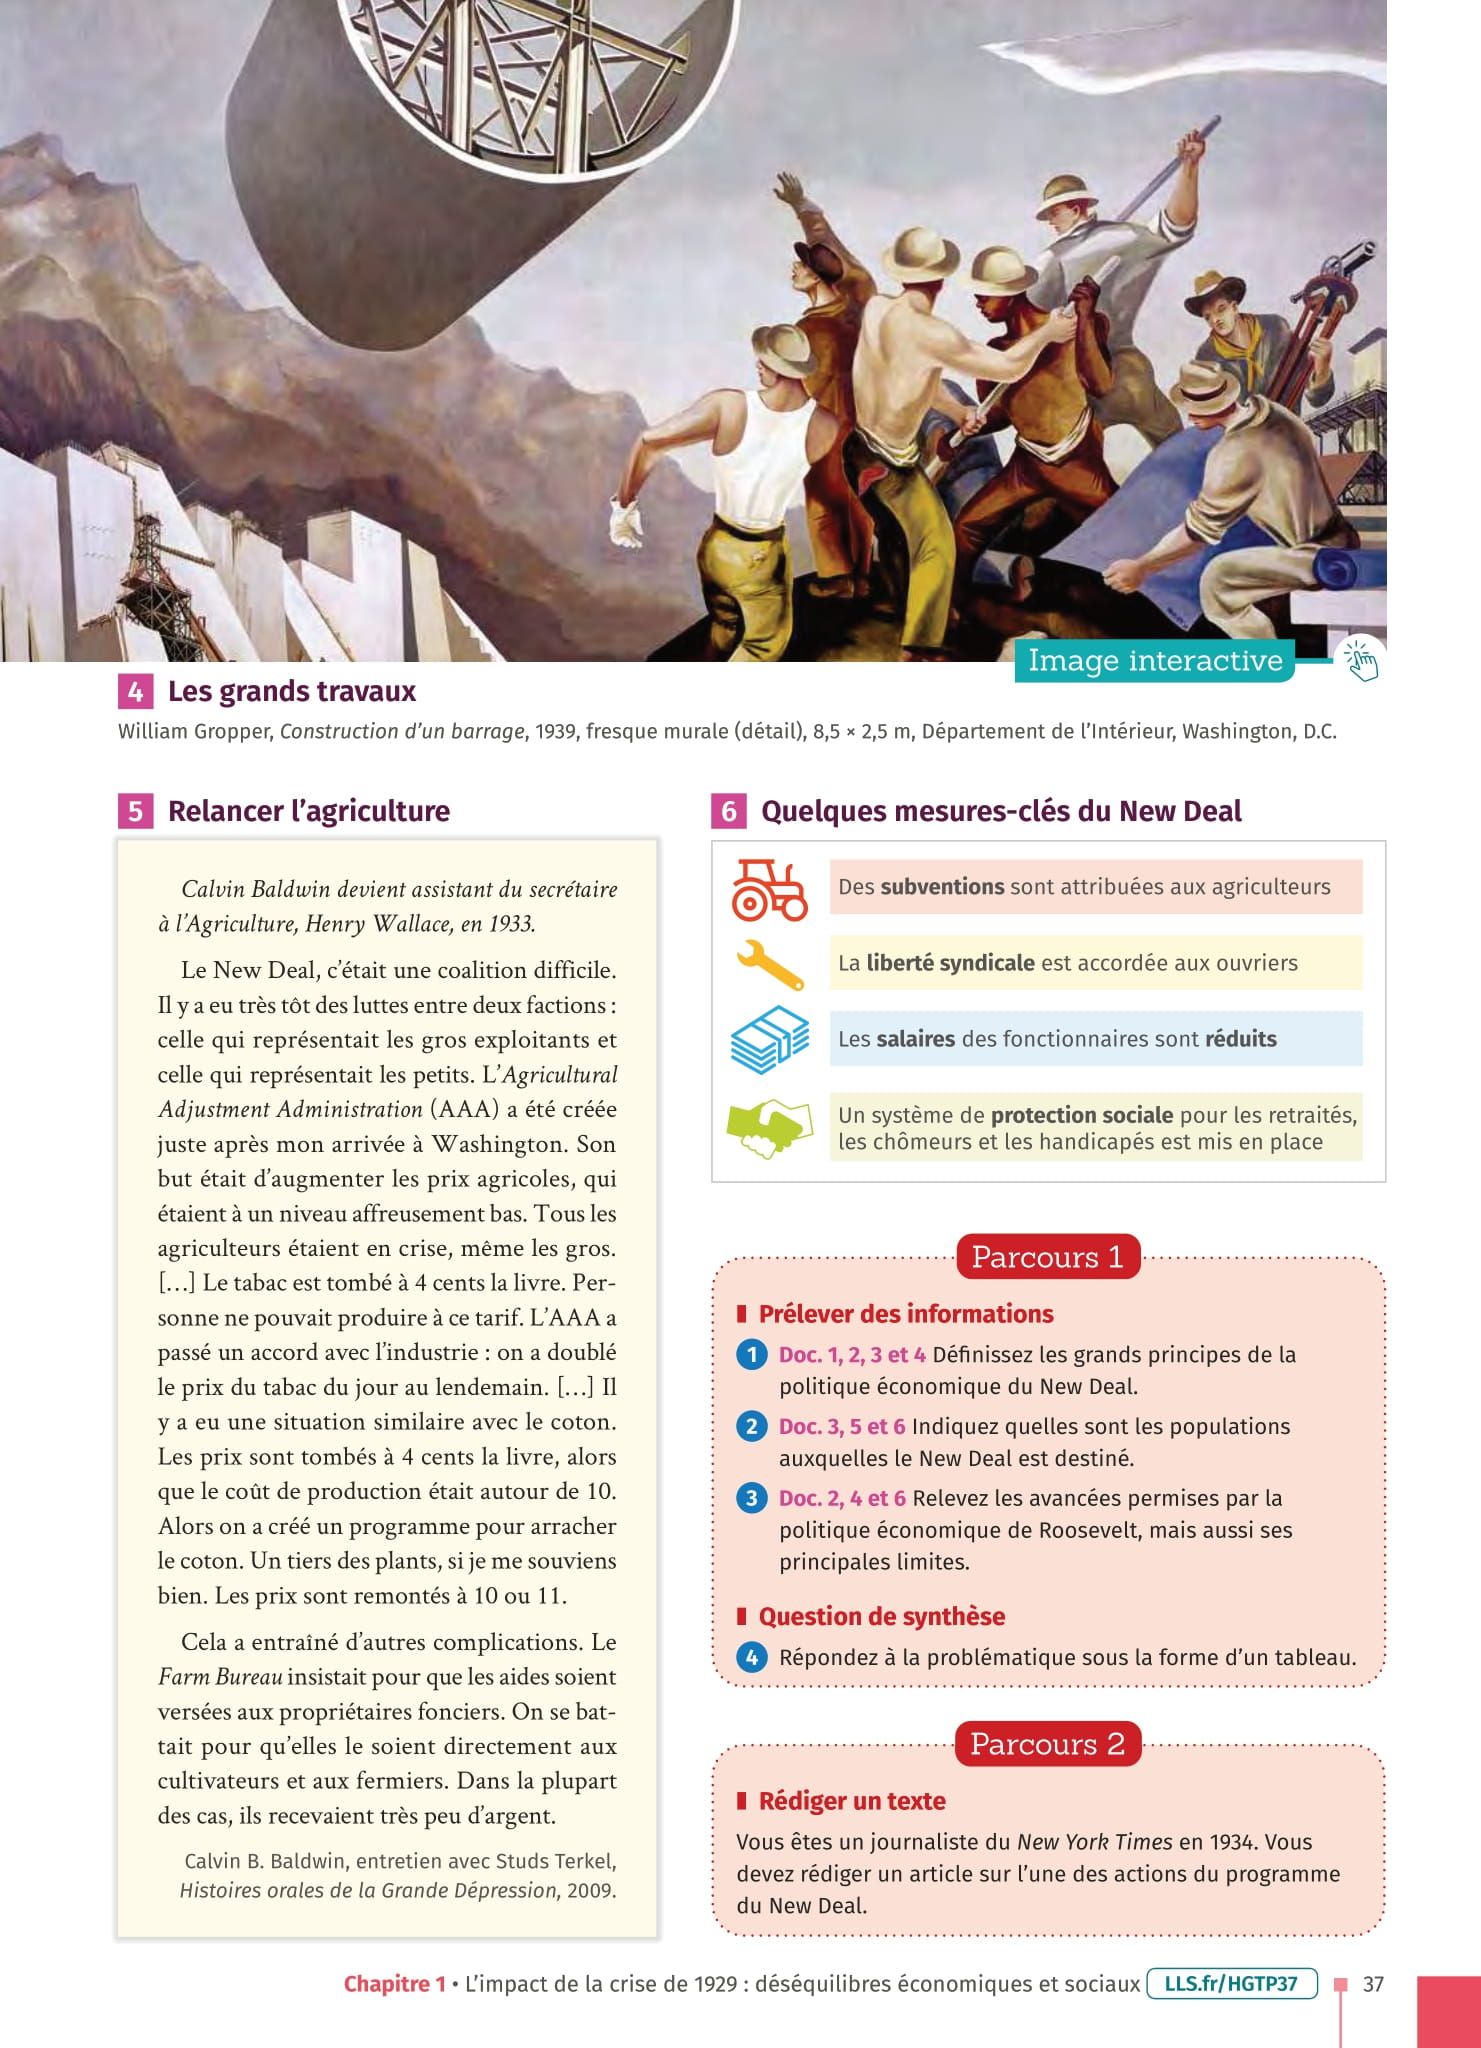 Image interactive
4 Les grands travaux
William Gropper, Construction d’un barrage, 1939, fresque murale (détail), 8,5 × 2,5 m, Département de l’Intérieur, Washington, D.C.
5 Relancer l’agriculture
Calvin Baldwin devient assistant du secrétaire
à l’Agriculture, Henry Wallace, en 1933.
Le New Deal, c’était une coalition difficile.
Il y a eu très tôt des luttes entre deux factions :
celle qui représentait les gros exploitants et
celle qui représentait les petits. L’Agricultural
Adjustment Administration (AAA) a été créée
juste après mon arrivée à Washington. Son
but était d’augmenter les prix agricoles, qui
étaient à un niveau affreusement bas. Tous les
agriculteurs étaient en crise, même les gros.
[…] Le tabac est tombé à 4 cents la livre. Per-
sonne ne pouvait produire à ce tarif. L’AAA a
passé un accord avec l’industrie : on a doublé
le prix du tabac du jour au lendemain. […] Il
y a eu une situation similaire avec le coton.
Les prix sont tombés à 4 cents la livre, alors
que le coût de production était autour de 10.
Alors on a créé un programme pour arracher
le coton. Un tiers des plants, si je me souviens
bien. Les prix sont remontés à 10 ou 11.
Cela a entraîné d’autres complications. Le
Farm Bureau insistait pour que les aides soient
versées aux propriétaires fonciers. On se bat-
tait pour qu’elles le soient directement aux
cultivateurs et aux fermiers. Dans la plupart
des cas, ils recevaient très peu d’argent.
Calvin B. Baldwin, entretien avec Studs Terkel,
Histoires orales de la Grande Dépression, 2009.
6 Quelques mesures-clés du New Deal
Des subventions sont attribuées aux agriculteurs
La liberté syndicale est accordée aux ouvriers
Les salaires des fonctionnaires sont réduits
Un système de protection sociale pour les retraités,
les chômeurs et les handicapés est mis en place
Parcours 1
Prélever des informations
1 Doc. 1, 2, 3 et 4 Définissez les grands principes de la
politique économique du New Deal.
2 Doc. 3, 5 et 6 Indiquez quelles sont les populations
auxquelles le New Deal est destiné.
3 Doc. 2, 4 et 6 Relevez les avancées permises par la
politique économique de Roosevelt, mais aussi ses
principales limites.
Question de synthèse
4 Répondez à la problématique sous la forme d’un tableau.
Parcours 2
Rédiger un texte
Vous êtes un journaliste du New York Times en 1934. Vous
devez rédiger un article sur l’une des actions du programme
du New Deal.
Chapitre 1 • L’impact de la crise de 1929 : déséquilibres économiques et sociaux LLS.fr/HGTP37 37